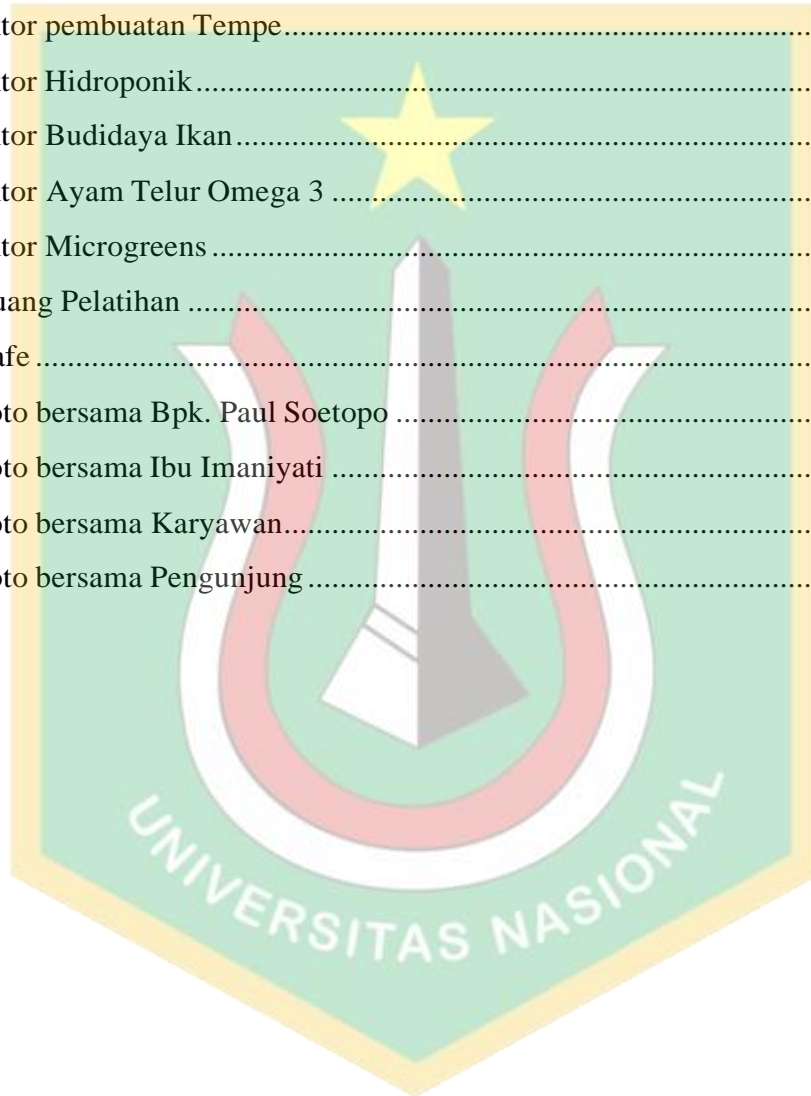 tor pembuatan Tempe..................................................................
tor Hidroponik..............................................................................
tor Budidaya Ikan.........................................................................
tor Ayam Telur Omega 3 ............................................................
tor Microgreens...........................................................................
uang Pelatihan ..............................................................................
afe .................................................................................................
oto bersama Bpk. Paul Soetopo ....................................................
oto bersama Ibu Imaniyati ............................................................
oto bersama Karyawan..................................................................
oto bersama Pengunjung...............................................................
UNIVERSITAS NASIONAL